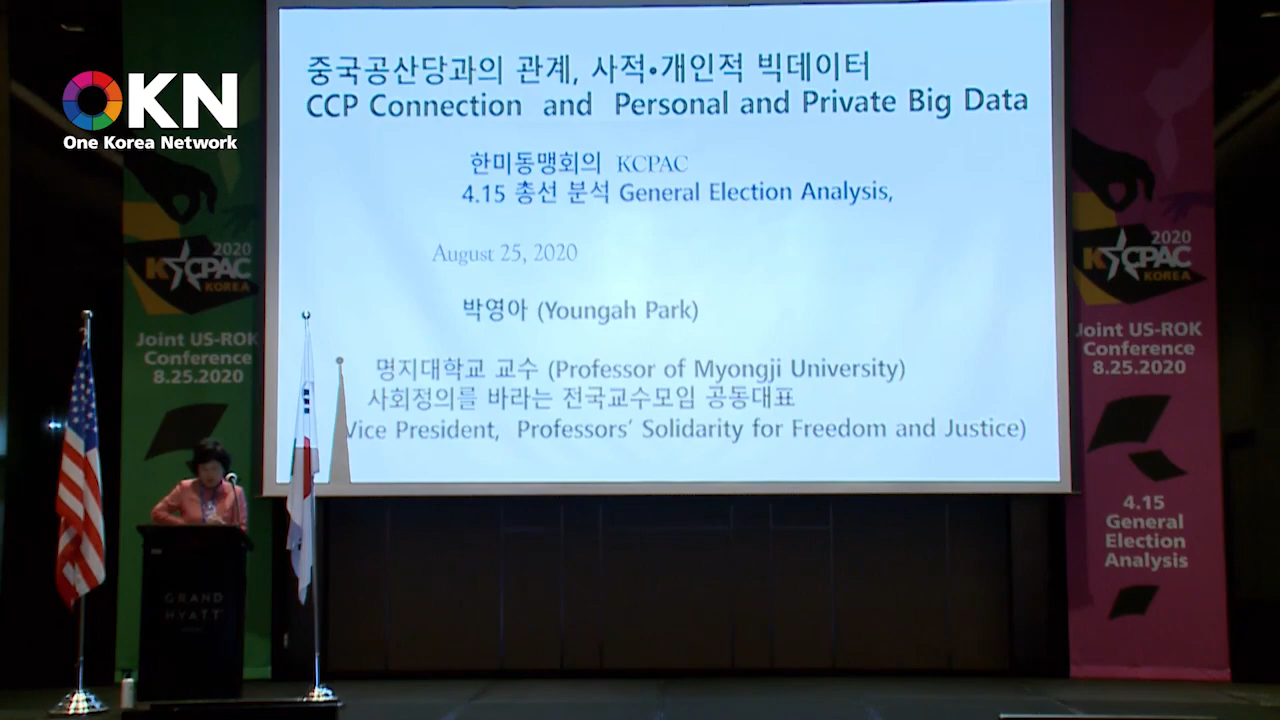 OKN
One Korea Network
중국공산당과의 관계, 사적•개인적 빅데이터
CCP Connection and Personal and Private Big Data
한미동맹회의 KCPAC
4.15 총선 분석 General Election Analysis,
August 25, 2020
박영아 (Youngah Park)
명지대학교 교수 (Professor of Myongji University)
사회정의를 바라는 전국교수모임 공동대표
Vice President, Professors' Solidarity for Freedom and Justice)
2020
KCPAC
KOREA
Joint US-ROK
Conference
8.25.2020
GRAND
HYATT
2020
KCPAC
KOREA
Joint US-ROK
Conference
8.25.2020
4.15
General
Election
Analysis